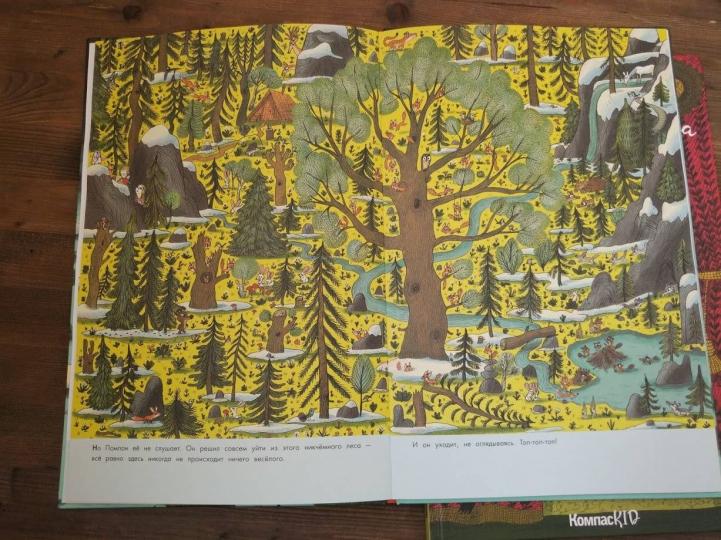 Но Помпон её не слушает. Он решил совсем уйти из этого никчёмного леса —
всё равно здесь никогда не происходит ничего весёлого.
И он уходит, не оглядываясь. Топ-топ-топ!
а
КомпасКID